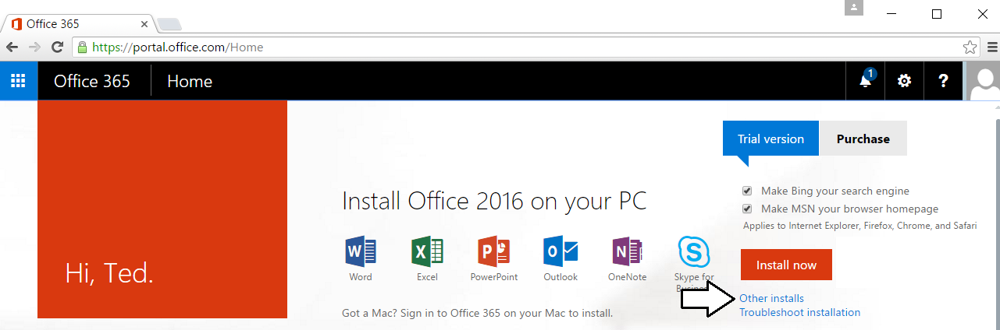 Office 365
https://portal.office.com/Home
Office 365 Home 1 ?
Trial version Purchase
Make Bing your search engine
Make MSN your browser homepage
Applies to Internet Explorer, Firefox, Chrome, and Safari
Install Office 2016 on your PC
W X P O N S
Word Excel PowerPoint Outlook OneNote Skype for
Install now
Hi, Ted.
Other installs
Troubleshoot installation
Got a Mac? Sign in to Office 365 on your Mac to install.